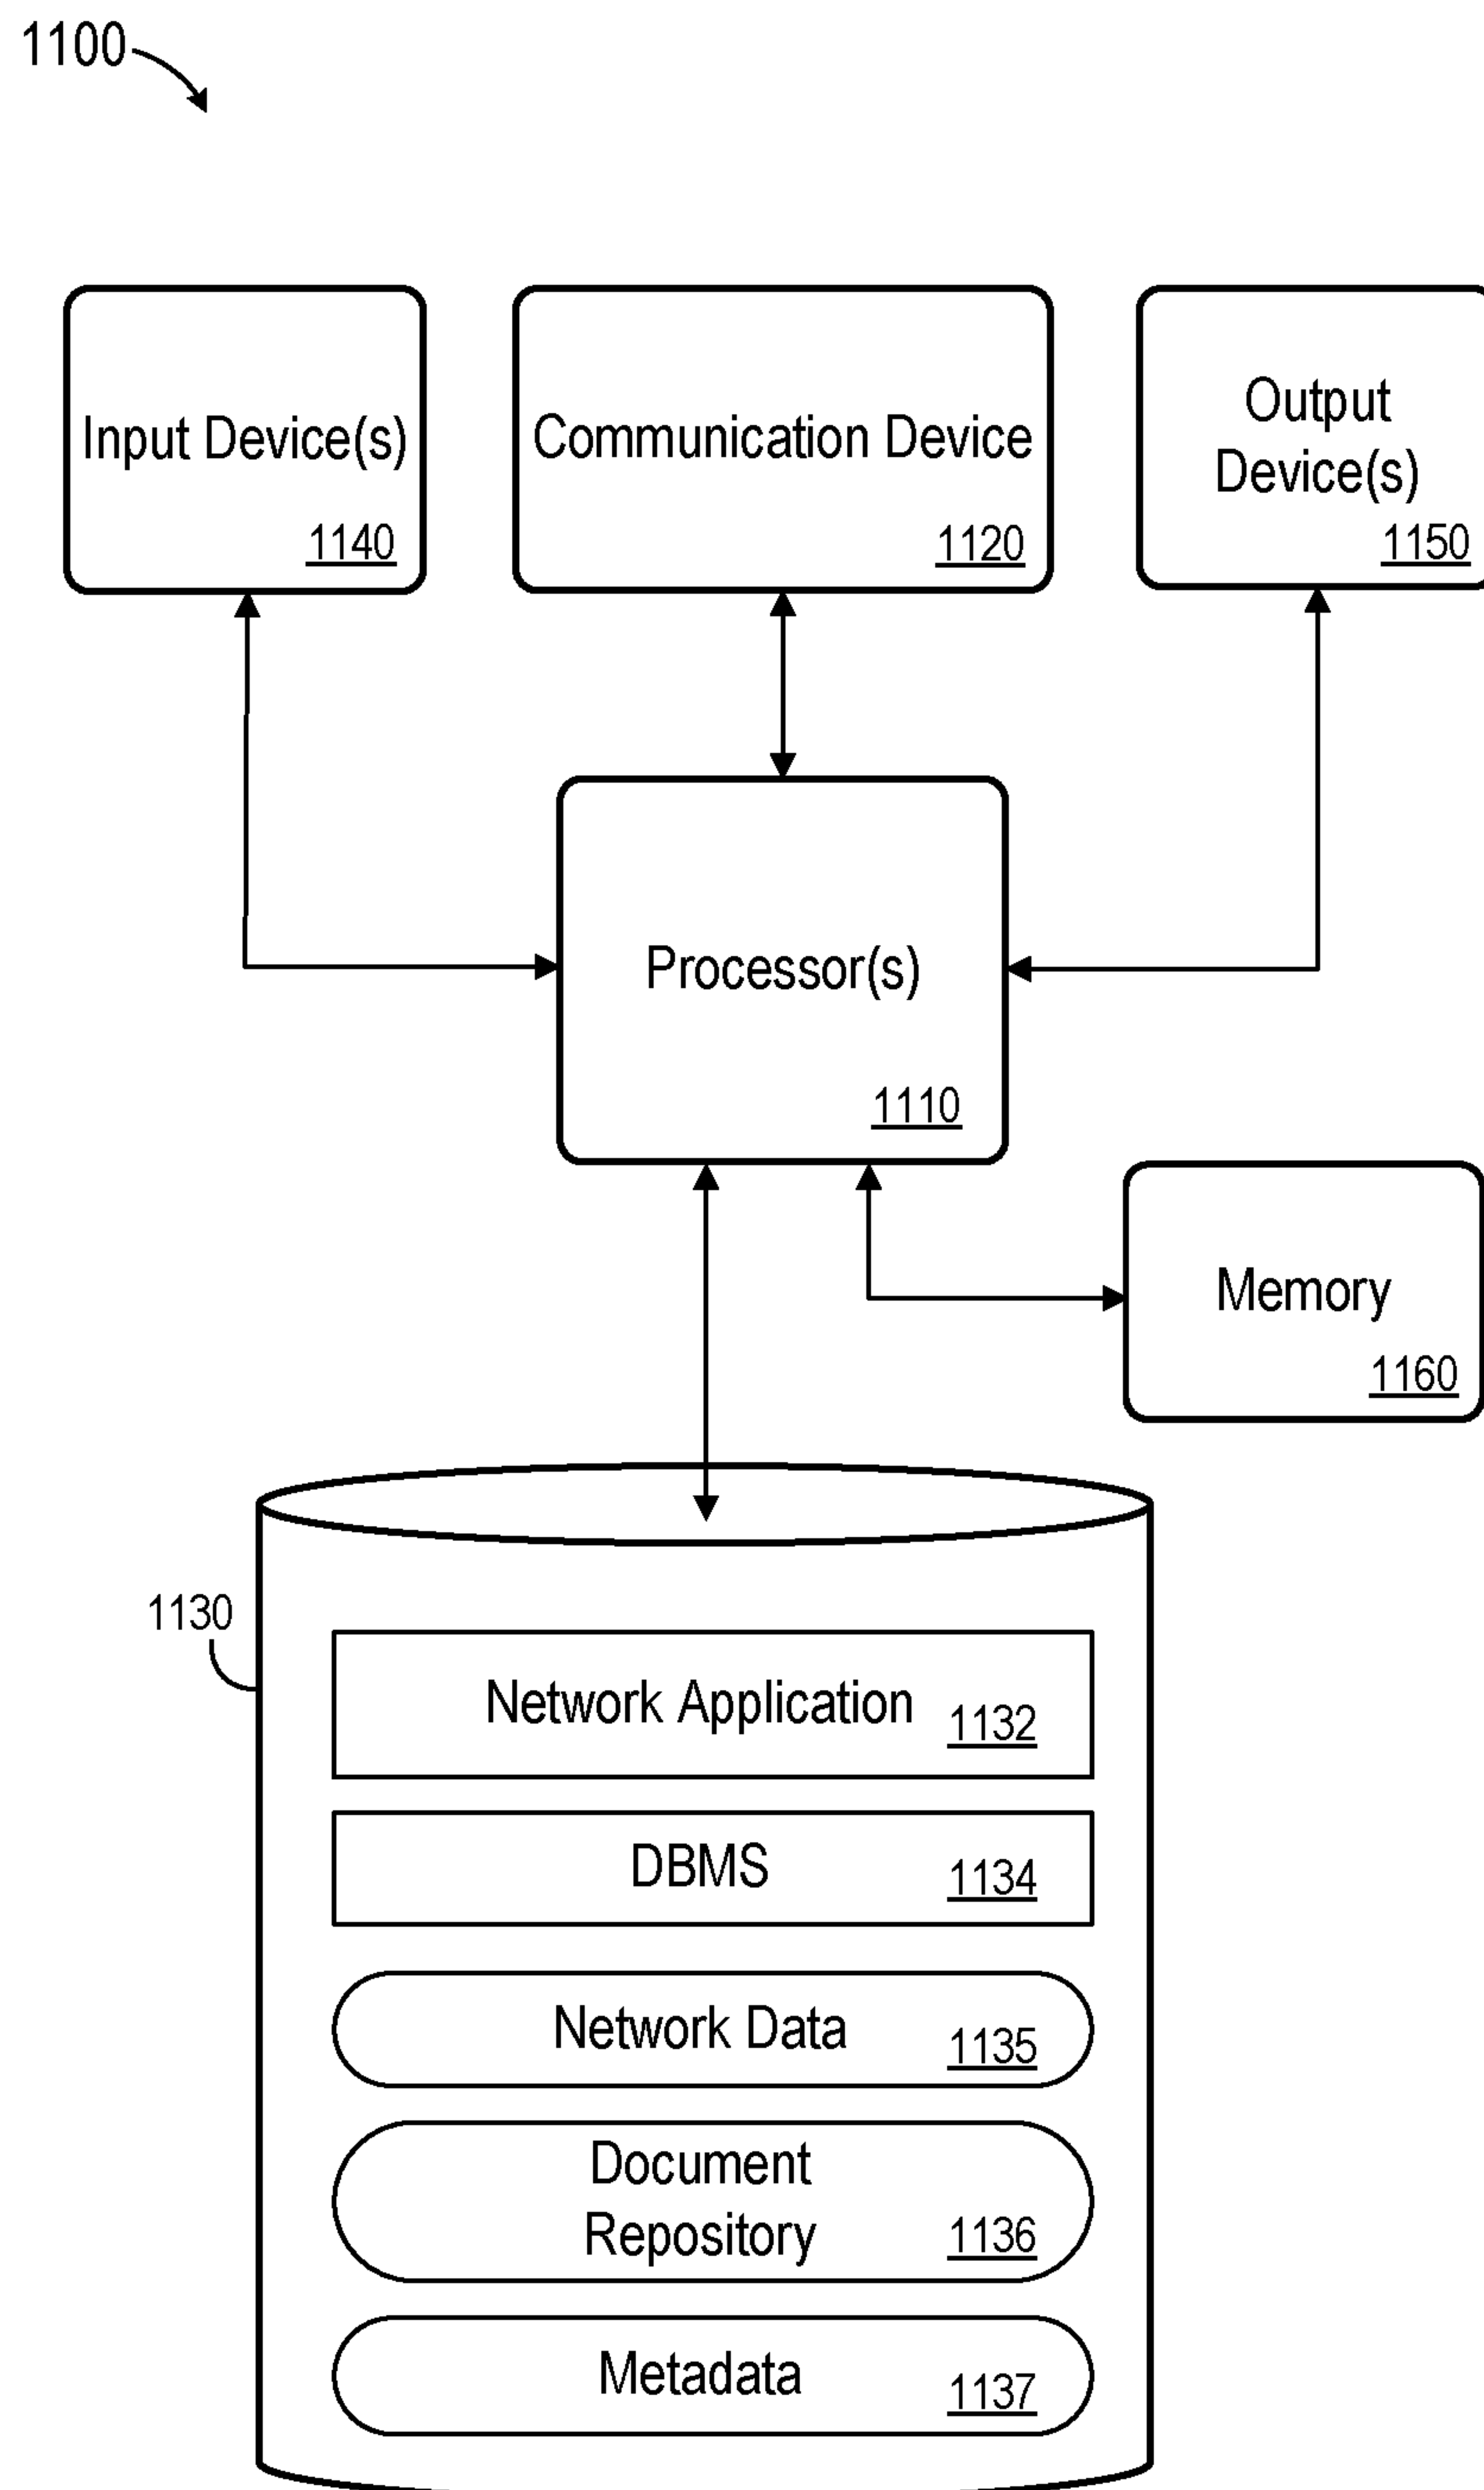 1100
Input Device(s)
1140
Communication Device
1120
Output
Device(s)
1150
Processor(s)
1110
Memory
1160
1130
Network Application 1132
DBMS 1134
Network Data 1135
Document
Repository 1136
Metadata 1137